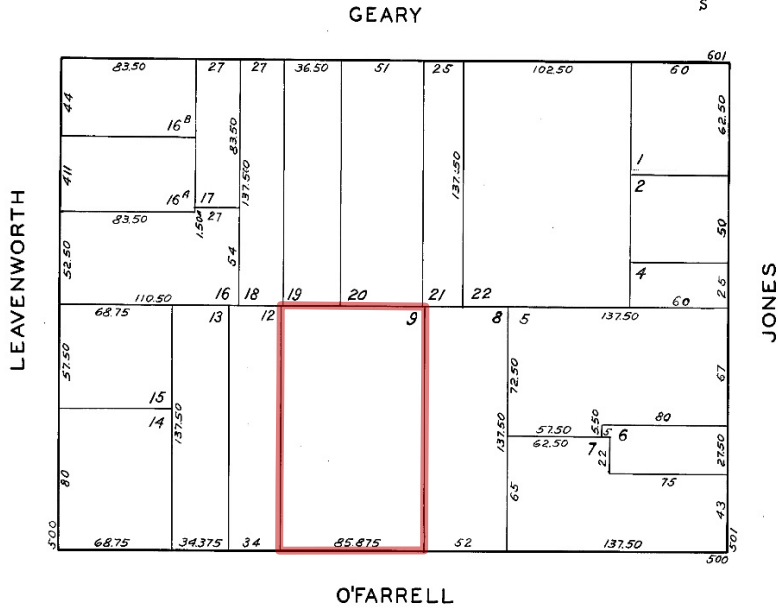 S
GEARY
601
83.50 27 27 36.50 51 25 102.50 60
44 83.50 137.50 137.50 62.50
16B
16A 17
411
83.50 1.50 27
1
2
50
52.50 54
4
25
110.50 16 18 19 20 21 22 60
LEAVENWORTH
JONES
68.75 13 12 9 8 5 137.50
57.50 72.50 67
15
14
137.50 137.50
57.50 5.50 5 80
62.50 7 6
22 27.50
75
80 65 43
500 501
68.75 34.375 34 85.875 52 137.50
500
O'FARRELL